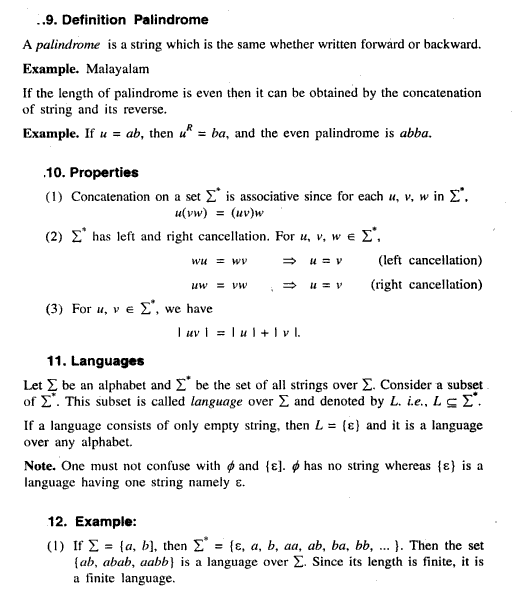 ..9. Definition Palindrome
A palindrome is a string which is the same whether written forward or backward.
Example. Malayalam
If the length of palindrome is even then it can be obtained by the concatenation
of string and its reverse.
Example. If u = ab, then u^R = ba, and the even palindrome is abba.
.10. Properties
(1) Concatenation on a set Σ* is associative since for each u, v, w in Σ*,
u(vw) = (uv)w
(2) Σ* has left and right cancellation. For u, v, w ∈ Σ*,
wu = wv ⇒ u = v (left cancellation)
uw = vw ⇒ u = v (right cancellation)
(3) For u, v ∈ Σ*, we have
| uv | = | u | + | v |.
11. Languages
Let Σ be an alphabet and Σ* be the set of all strings over Σ. Consider a subset
of Σ*. This subset is called language over Σ and denoted by L. i.e., L ⊆ Σ*.
If a language consists of only empty string, then L = {ε} and it is a language
over any alphabet.
Note. One must not confuse with ϕ and {ε]. ϕ has no string whereas {ε} is a
language having one string namely ε.
12. Example:
(1) If Σ = {a, b], then Σ* = {ε, a, b, aa, ab, ba, bb, ... }. Then the set
{ab, abab, aabb} is a language over Σ. Since its length is finite, it is
a finite language.